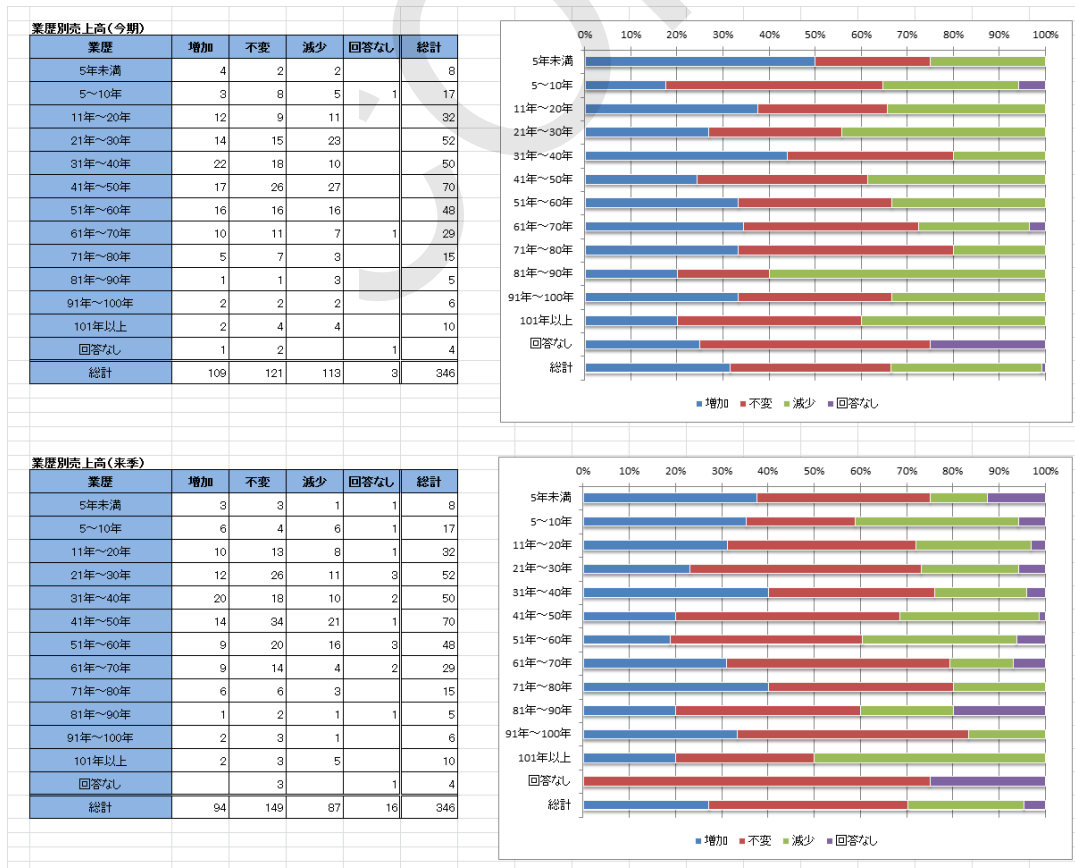 業歴別売上高(今期)
業歴 増加 不変 減少 回答なし 総計
5年未満 4 2 2 8
5～10年 3 8 5 1 17
11年～20年 12 9 11 32
21年～30年 14 15 23 52
31年～40年 22 18 10 50
41年～50年 17 26 27 70
51年～60年 16 16 16 48
61年～70年 10 11 7 1 29
71年～80年 5 7 3 15
81年～90年 1 1 3 5
91年～100年 2 2 2 6
101年以上 2 4 4 10
回答なし 1 2 1 4
総計 109 121 113 3 346
0% 10% 20% 30% 40% 50% 60% 70% 80% 90% 100%
5年未満
5～10年
11年～20年
21年～30年
31年～40年
41年～50年
51年～60年
61年～70年
71年～80年
81年～90年
91年～100年
101年以上
回答なし
総計
増加 不変 減少 回答なし
業歴別売上高(来季)
業歴 増加 不変 減少 回答なし 総計
5年未満 3 3 1 1 8
5～10年 6 4 6 1 17
11年～20年 10 13 8 1 32
21年～30年 12 26 11 3 52
31年～40年 20 18 10 2 50
41年～50年 14 34 21 1 70
51年～60年 9 20 16 3 48
61年～70年 9 14 4 2 29
71年～80年 6 6 3 15
81年～90年 1 2 1 1 5
91年～100年 2 3 1 6
101年以上 2 3 5 10
回答なし 3 1 4
総計 94 149 87 16 346
0% 10% 20% 30% 40% 50% 60% 70% 80% 90% 100%
5年未満
5～10年
11年～20年
21年～30年
31年～40年
41年～50年
51年～60年
61年～70年
71年～80年
81年～90年
91年～100年
101年以上
回答なし
総計
増加 不変 減少 回答なし